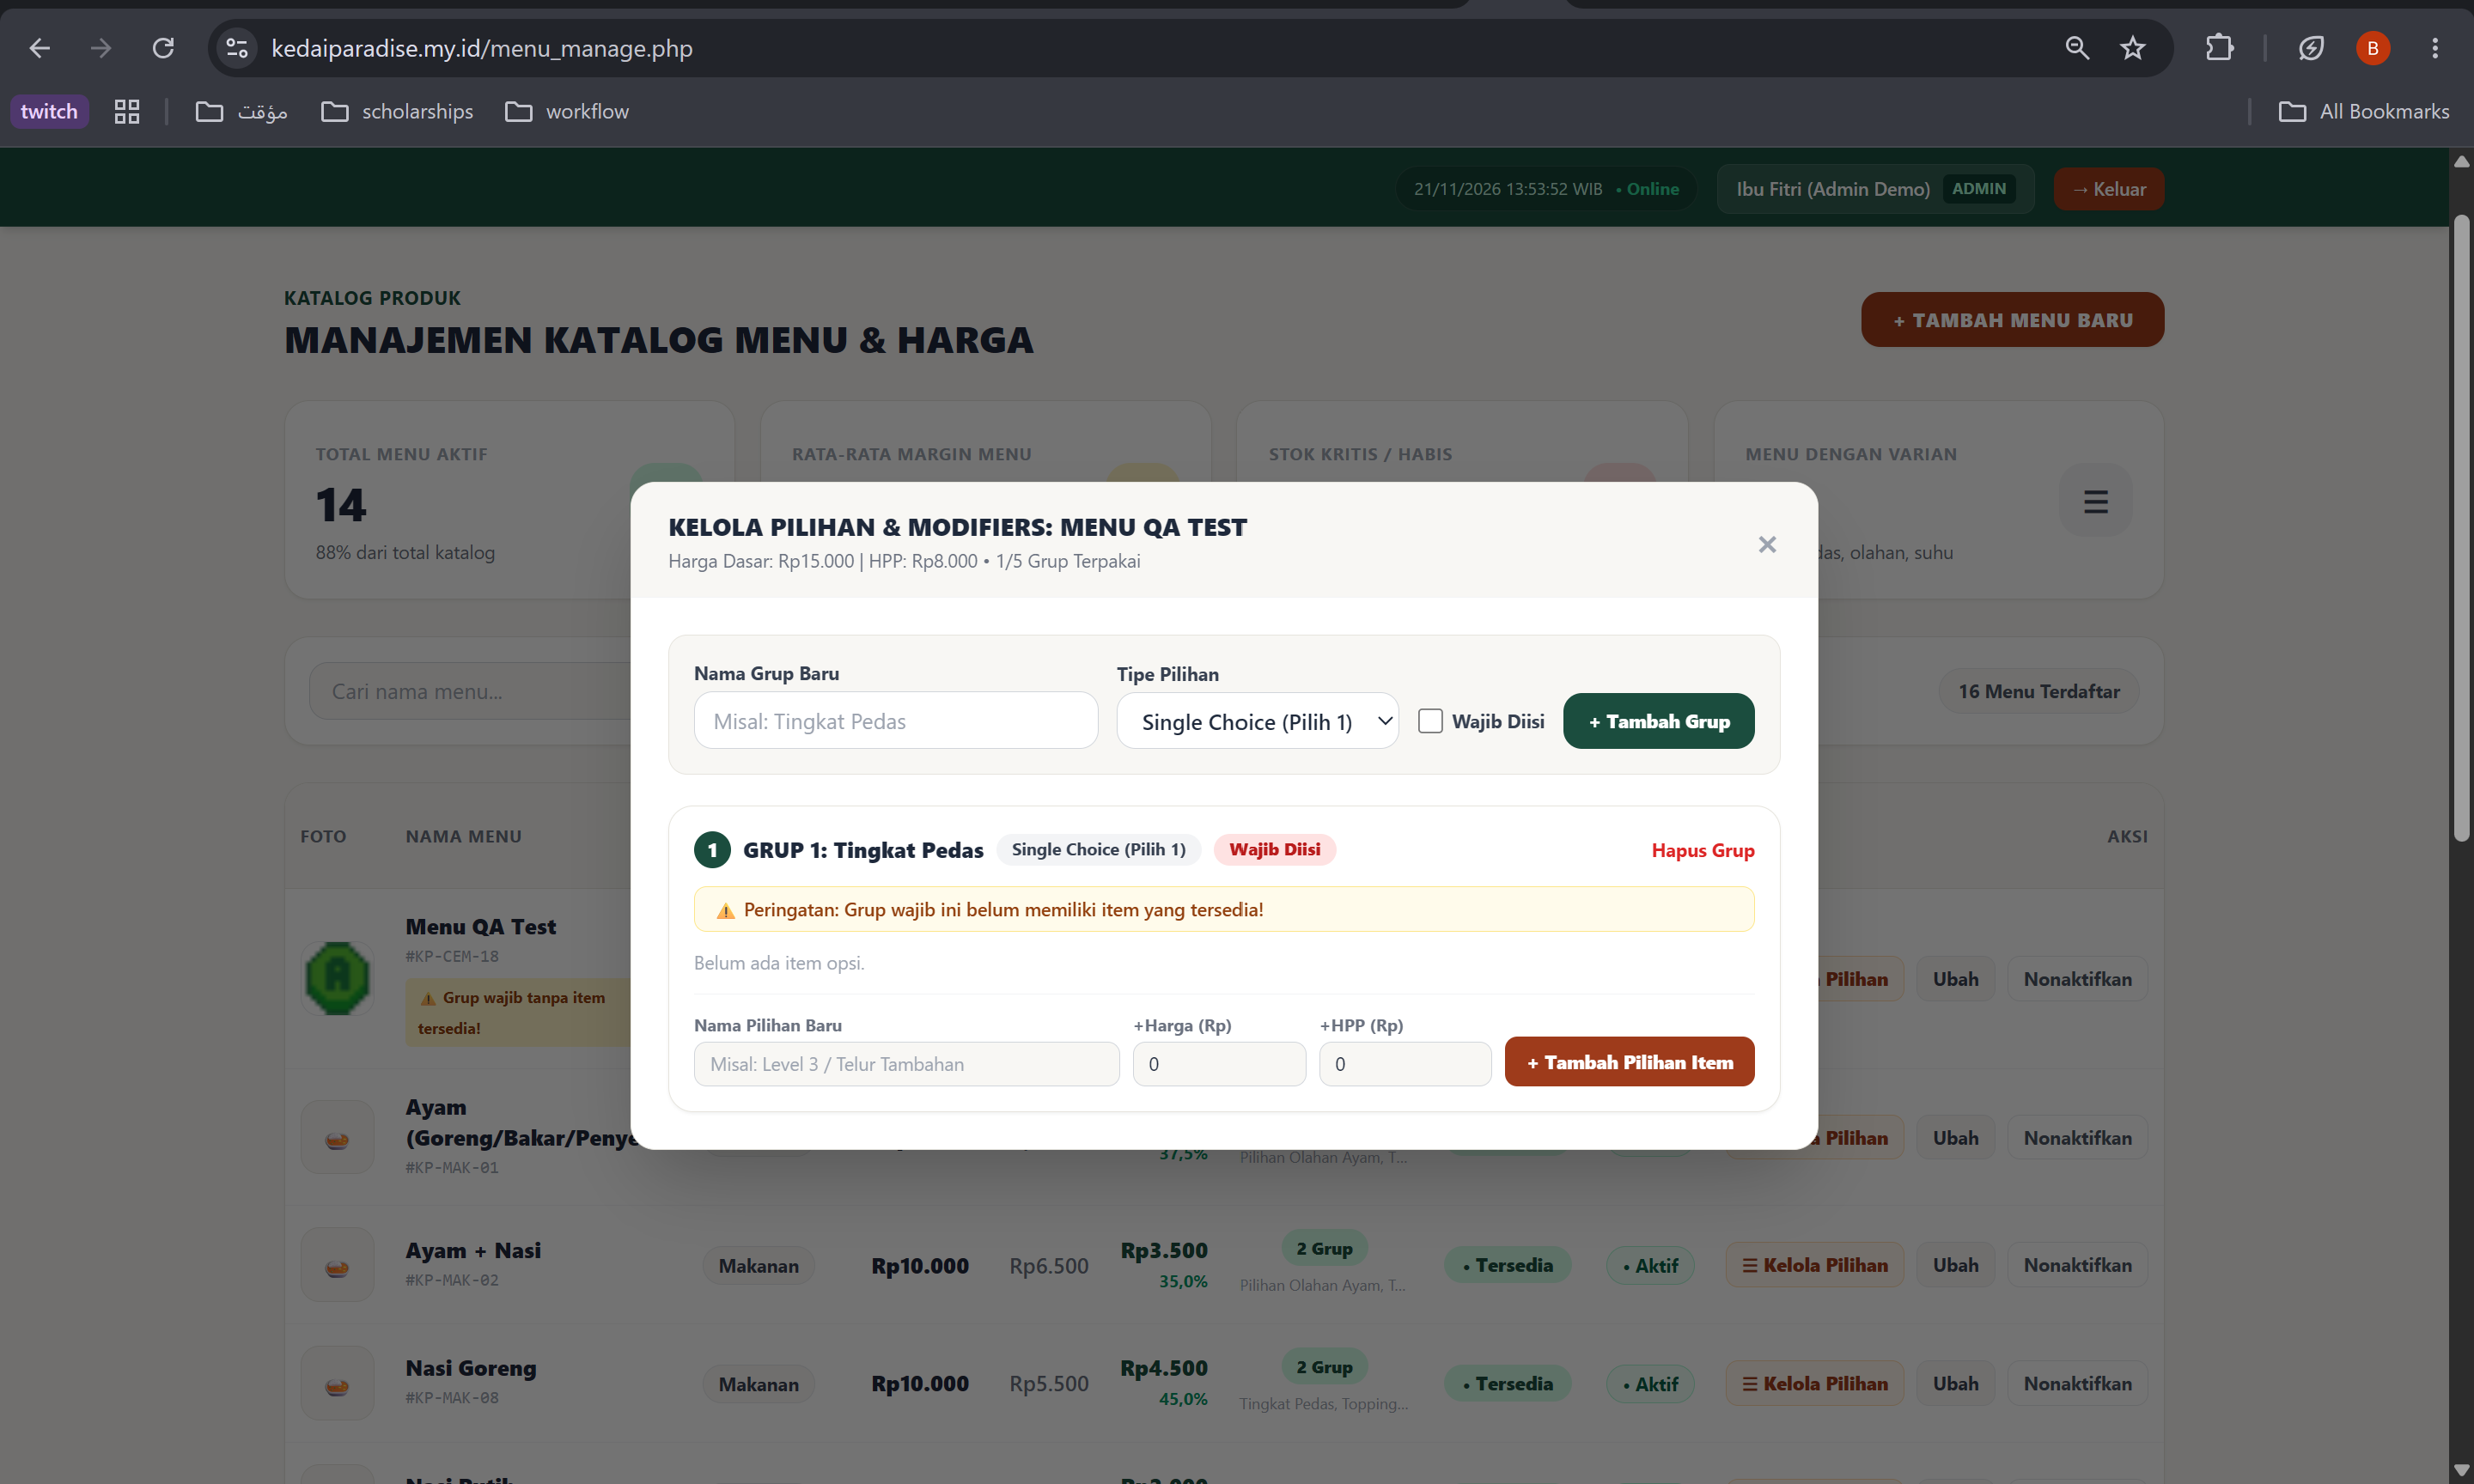 kedaiparadise.my.id/menu_manage.php
B
twitch
مؤقت
scholarships
workflow
All Bookmarks
21/11/2026 13:53:52 WIB • Online
Ibu Fitri (Admin Demo) ADMIN
→ Keluar
KATALOG PRODUK
MANAJEMEN KATALOG MENU & HARGA
+ TAMBAH MENU BARU
TOTAL MENU AKTIF
14
88% dari total katalog
RATA-RATA MARGIN MENU
STOK KRITIS / HABIS
MENU DENGAN VARIAN
olahan, suhu
Cari nama menu...
16 Menu Terdaftar
KELOLA PILIHAN & MODIFIERS: MENU QA TEST
Harga Dasar: Rp15.000 | HPP: Rp8.000 • 1/5 Grup Terpakai
×
Nama Grup Baru
Misal: Tingkat Pedas
Tipe Pilihan
Single Choice (Pilih 1)
Wajib Diisi
+ Tambah Grup
1 GRUP 1: Tingkat Pedas Single Choice (Pilih 1) Wajib Diisi Hapus Grup
⚠ Peringatan: Grup wajib ini belum memiliki item yang tersedia!
Belum ada item opsi.
Nama Pilihan Baru
Misal: Level 3 / Telur Tambahan
+Harga (Rp)
0
+HPP (Rp)
0
+ Tambah Pilihan Item
FOTO NAMA MENU AKSI
A
Menu QA Test
#KP-CEM-18
⚠ Grup wajib tanpa item
tersedia!
Pilihan Ubah Nonaktifkan
Ayam
(Goreng/Bakar/Penye
#KP-MAK-01
37,5%
Pilihan Olahan Ayam, T...
Pilihan Ubah Nonaktifkan
Ayam + Nasi
#KP-MAK-02
Makanan Rp10.000 Rp6.500 Rp3.500
35,0%
2 Grup
Pilihan Olahan Ayam, T...
• Tersedia • Aktif ☰ Kelola Pilihan Ubah Nonaktifkan
Nasi Goreng
#KP-MAK-08
Makanan Rp10.000 Rp5.500 Rp4.500
45,0%
2 Grup
Tingkat Pedas, Topping...
• Tersedia • Aktif ☰ Kelola Pilihan Ubah Nonaktifkan